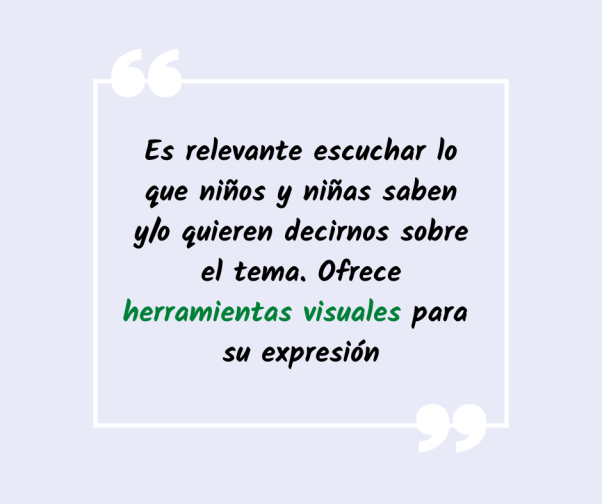 Es relevante escuchar lo
que niños y niñas saben
y/o quieren decirnos sobre
el tema. Ofrece
herramientas visuales para
su expresión